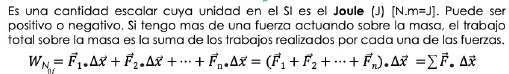 Es una cantidad escalar cuya unidad en el SI es el Joule (J) [N.m=J]. Puede ser
positivo o negativo. Si tengo mas de una fuerza actuando sobre la masa, el trabajo
total sobre la masa es la suma de los trabajos realizados por cada una de las fuerzas.
W_{N_{0f}} = F⃗₁•Δx⃗ + F⃗₂•Δx⃗ + ··· + F⃗ₙ•Δx⃗ = (F⃗₁ + F⃗₂ + ··· + F⃗ₙ)•Δx⃗ = ∑F⃗• Δx⃗